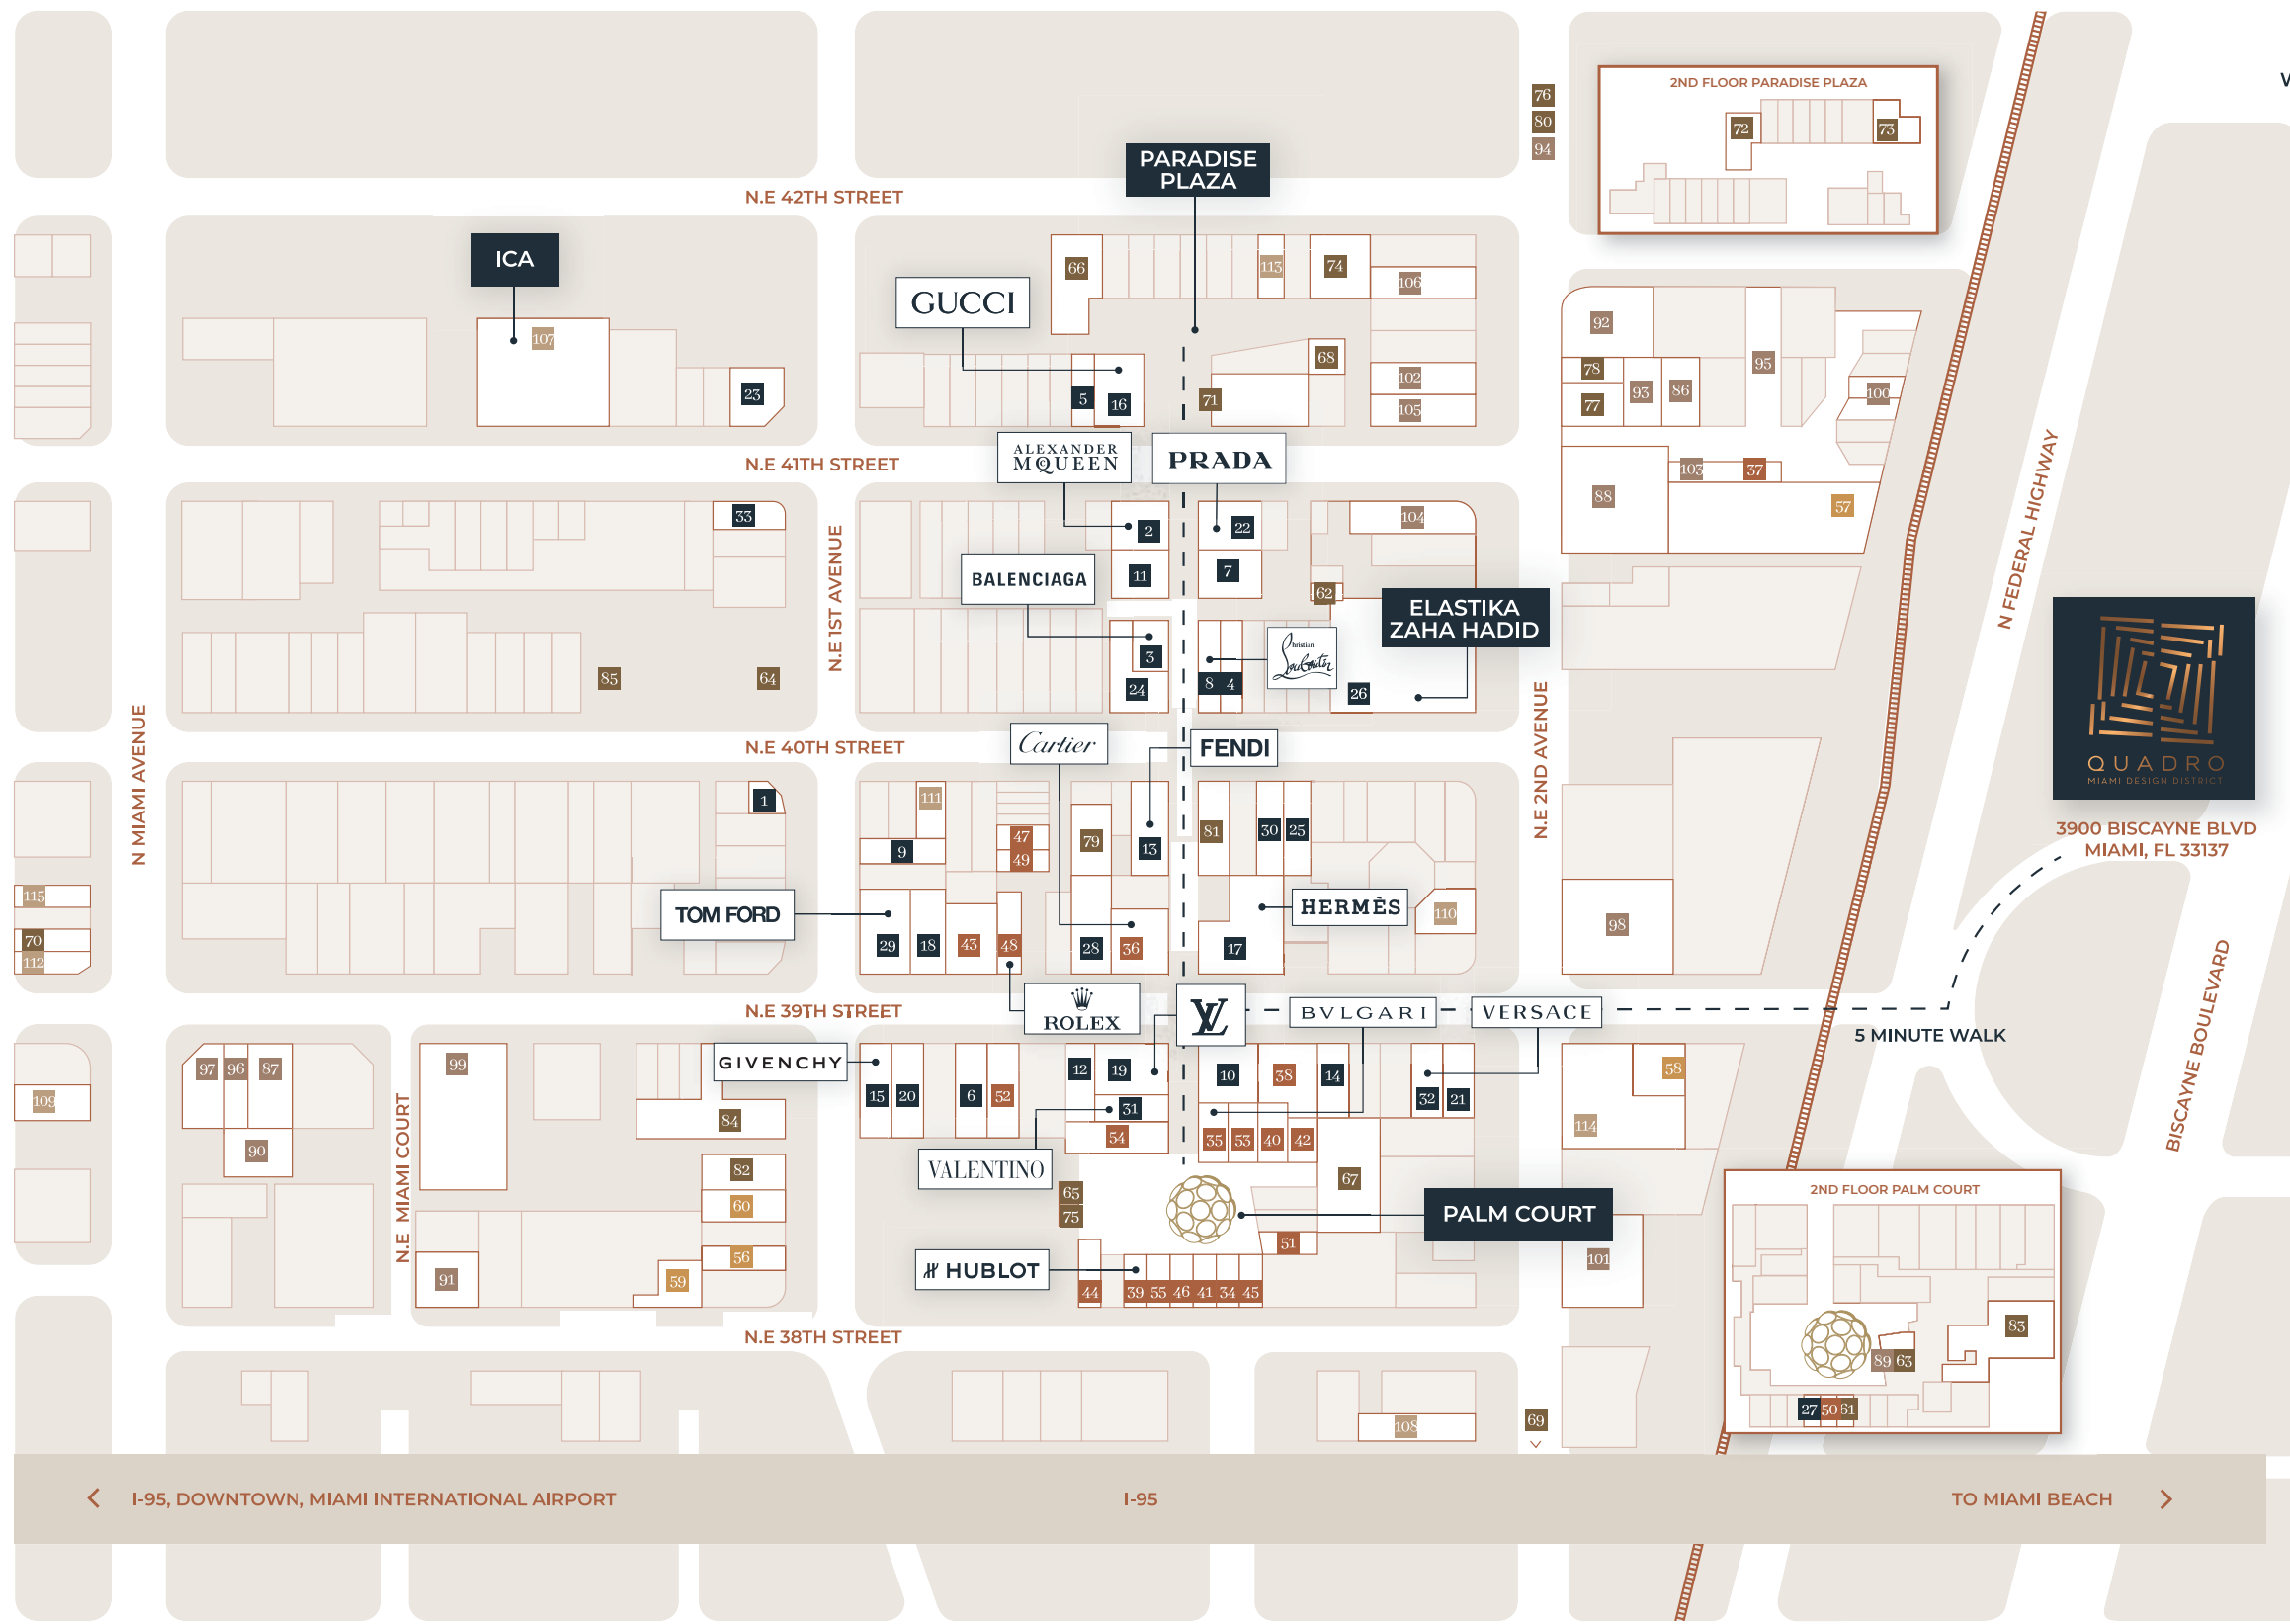 76
80
94
2ND FLOOR PARADISE PLAZA
72
73
W
PARADISE
PLAZA
N.E 42TH STREET
ICA
107
23
GUCCI
66
113
74
106
68
102
105
5
16
71
92
78
77
93
86
95
100
ALEXANDER
McQUEEN
PRADA
N.E 41TH STREET
103
37
88
57
33
2
22
104
11
7
BALENCIAGA
62
ELASTIKA
ZAHA HADID
N.E 1ST AVENUE
N FEDERAL HIGHWAY
3
24
8
4
Christian
Louboutin
26
85
64
N MIAMI AVENUE
N.E 2ND AVENUE
QUADRO
MIAMI DESIGN DISTRICT
3900 BISCAYNE BLVD
MIAMI, FL 33137
Cartier
FENDI
N.E 40TH STREET
1
111
9
47
49
79
13
81
30
25
115
70
112
TOM FORD
29
18
43
48
28
36
17
HERMÈS
110
98
BISCAYNE BOULEVARD
N.E 39TH STREET
ROLEX
LV
BVLGARI
VERSACE
5 MINUTE WALK
109
97
96
87
90
N.E MIAMI COURT
99
GIVENCHY
84
82
60
56
59
91
15
20
6
52
12
19
31
54
VALENTINO
10
38
14
32
21
35
53
40
42
67
58
114
65
75
PALM COURT
51
101
HUBLOT
44
39
55
46
41
34
45
2ND FLOOR PALM COURT
83
89
63
27
50
61
N.E 38TH STREET
108
69
I-95, DOWNTOWN, MIAMI INTERNATIONAL AIRPORT
I-95
TO MIAMI BEACH